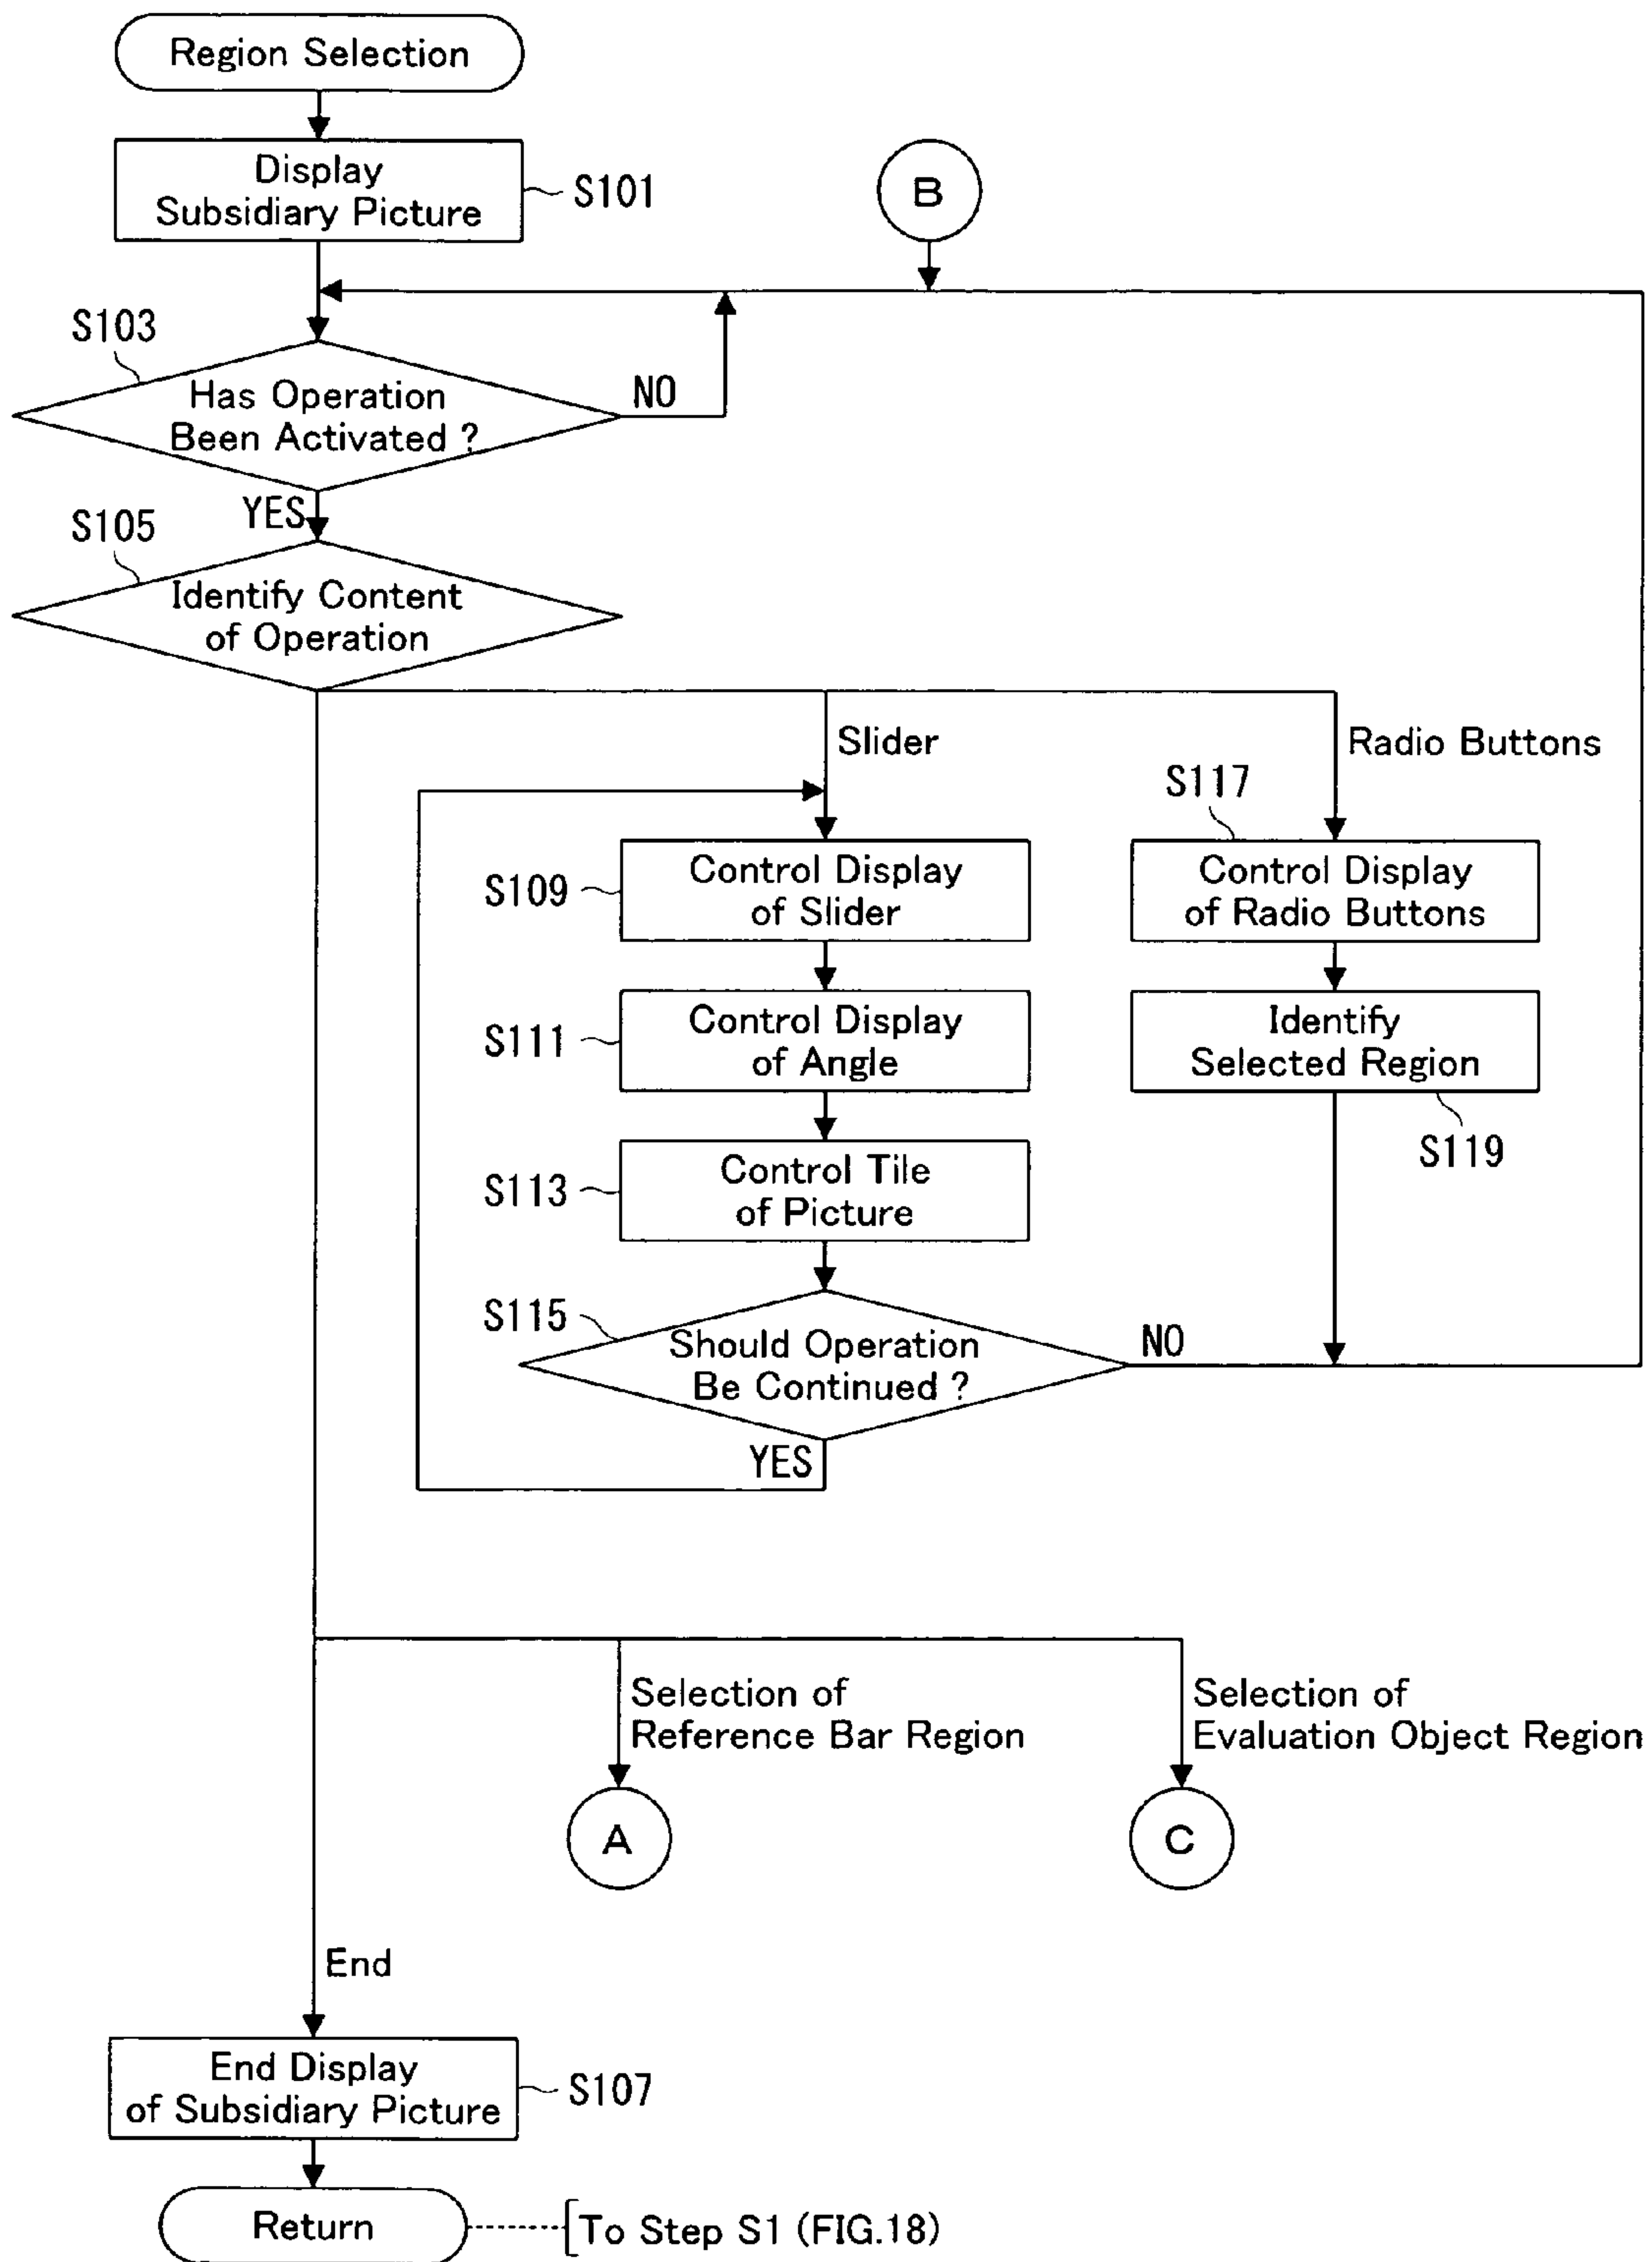 Region Selection
Display
Subsidiary Picture
S101
B
S103
Has Operation
Been Activated ?
NO
YES
S105
Identify Content
of Operation
Slider
Radio Buttons
S117
S109
Control Display
of Slider
Control Display
of Radio Buttons
S111
Control Display
of Angle
Identify
Selected Region
S119
S113
Control Tile
of Picture
S115
Should Operation
Be Continued ?
NO
YES
Selection of
Reference Bar Region
Selection of
Evaluation Object Region
A
C
End
End Display
of Subsidiary Picture
S107
Return
To Step S1 (FIG.18)